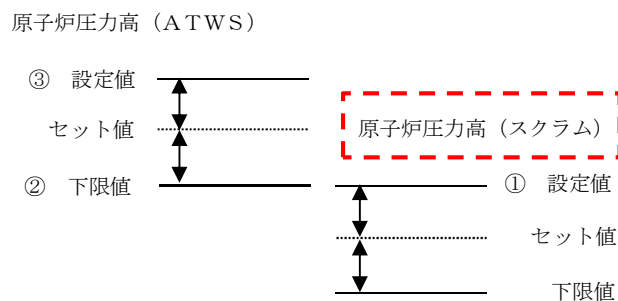 原子炉圧力高（ＡＴＷＳ）
③　設定値
セット値
原子炉圧力高（スクラム）
②　下限値
①　設定値
セット値
下限値